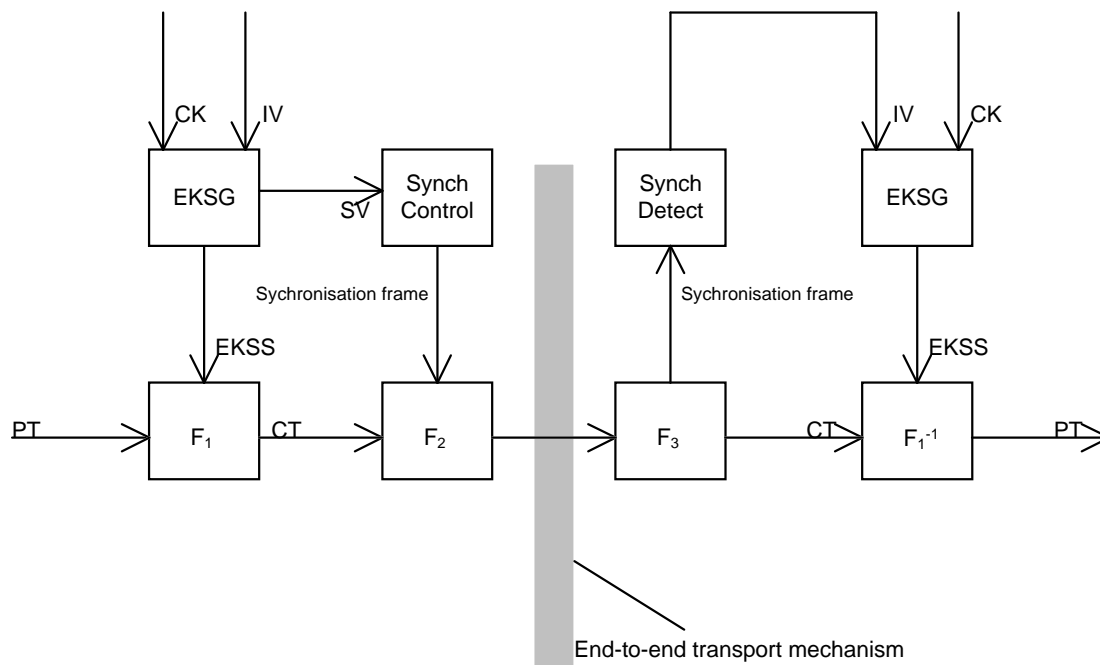 CK
IV
IV
CK
EKSG
SV
Synch
Control
Synch
Detect
EKSG
Sychronisation frame
Sychronisation frame
EKSS
EKSS
PT
F₁
CT
F₂
F₃
CT
F₁⁻¹
PT
End-to-end transport mechanism